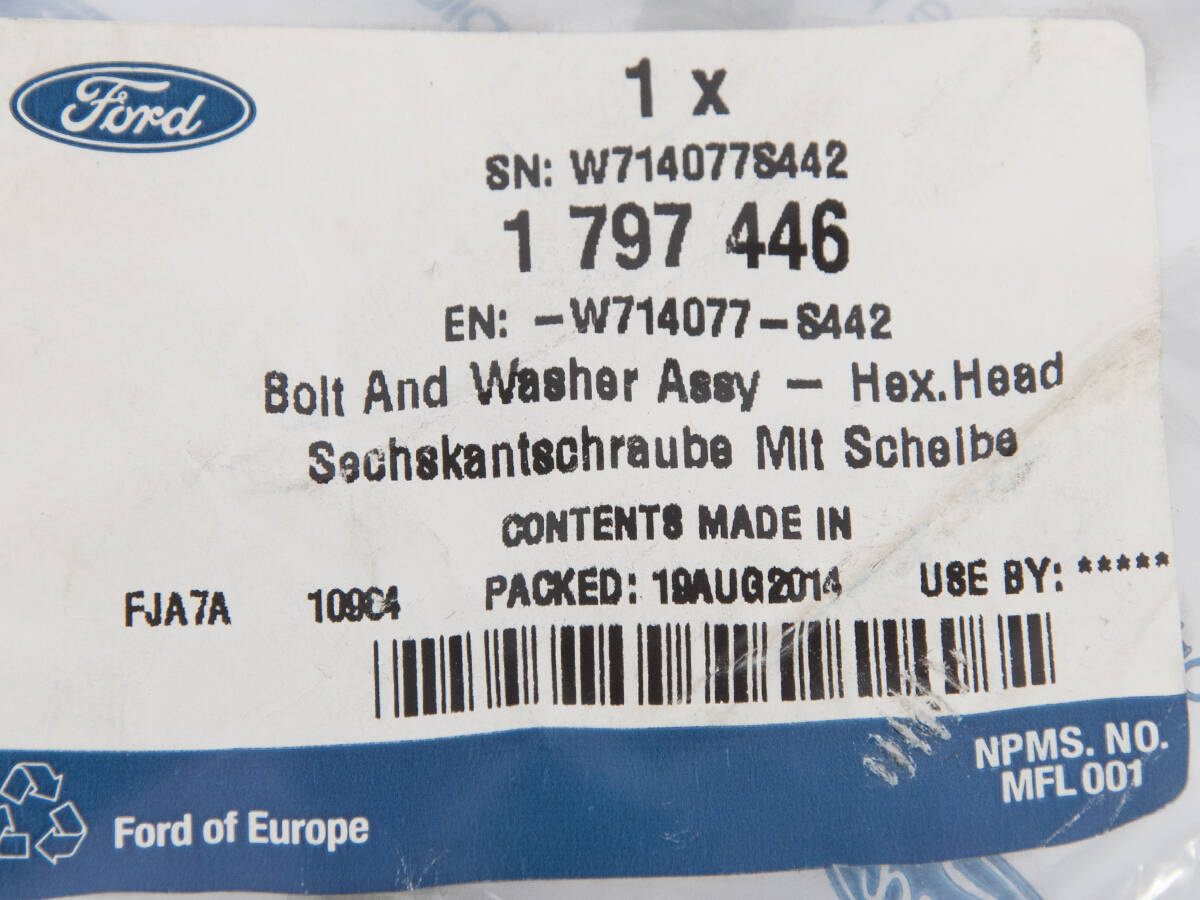 Ford
1 x
SN: W714077S442
1 797 446
EN: -W714077-S442
Bolt And Washer Assy - Hex.Head
Sechskantschraube Mit Scheibe
CONTENTS MADE IN
FJA7A 109C4 PACKED: 19AUG2014 USE BY: *****
NPMS. NO.
MFL 001
Ford of Europe